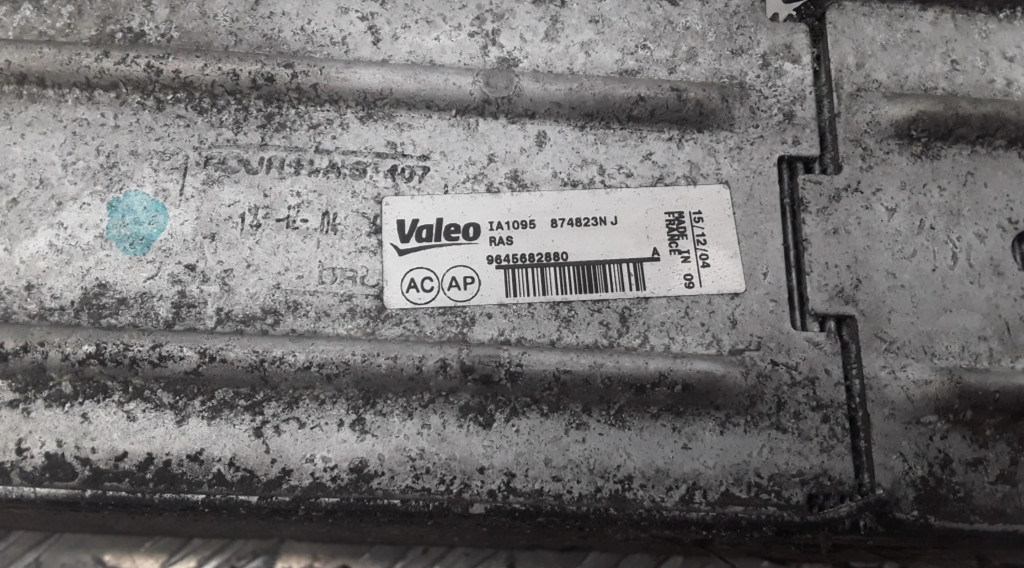 Valeo
IA1095 874823N J
RAS
9645682880 A
AC AP
15/12/04
MADE IN 09
FRANCE